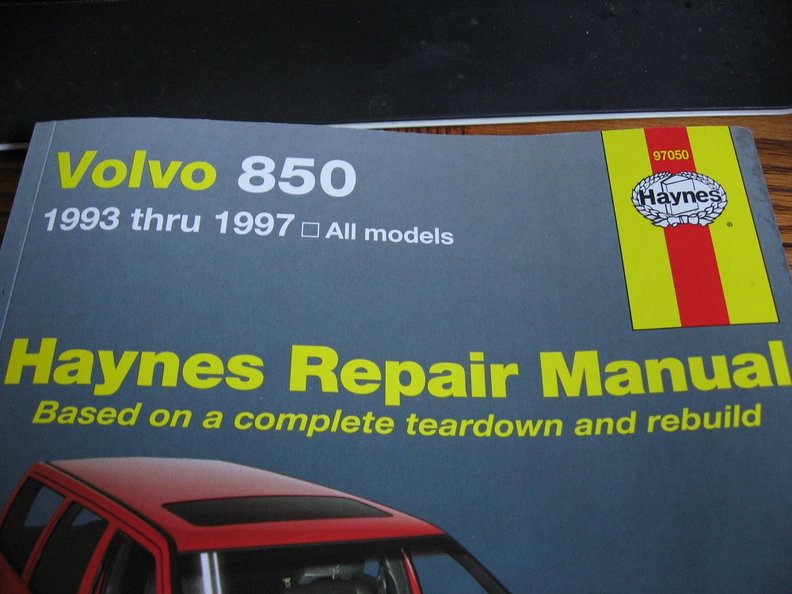 Volvo 850
1993 thru 1997 □ All models
97050
Haynes
®
Haynes Repair Manual
Based on a complete teardown and rebuild